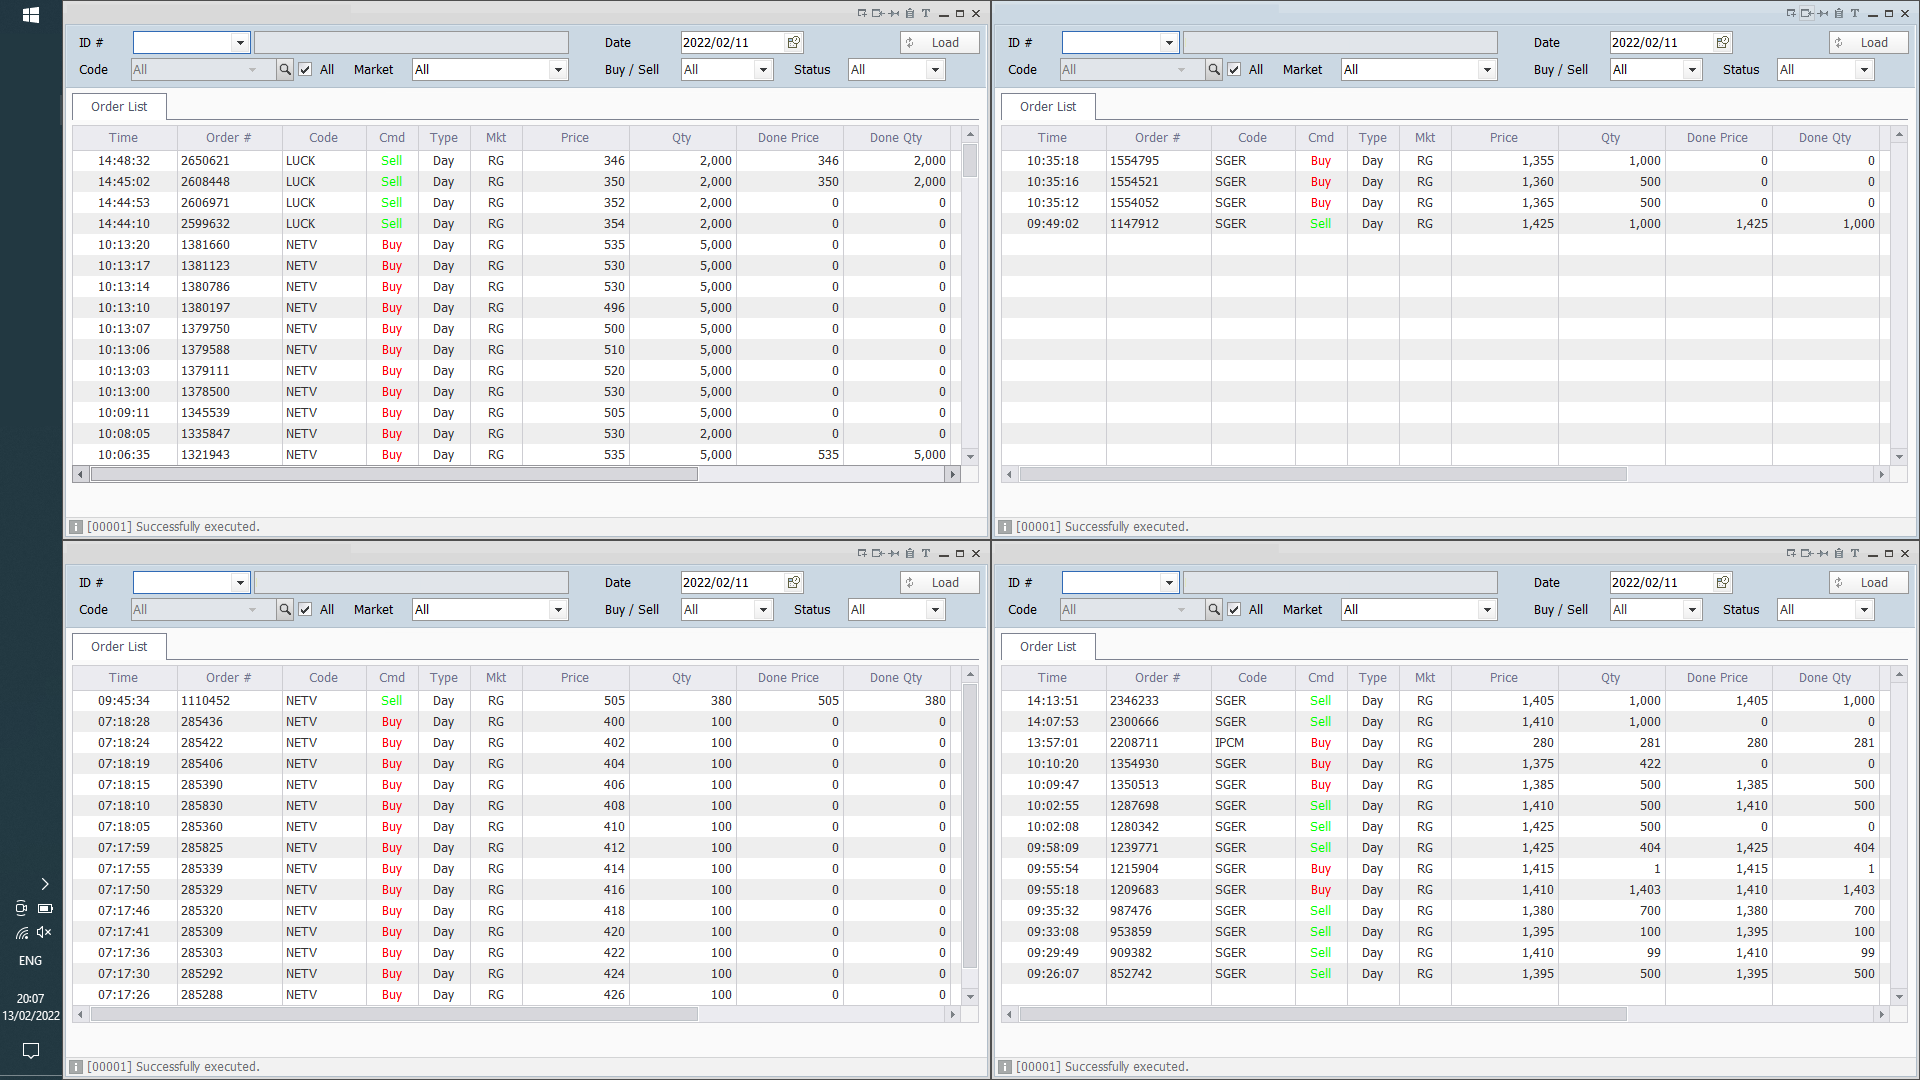 ID #
Date 2022/02/11 Load
Code All All Market All Buy / Sell All Status All
Order List
Time Order # Code Cmd Type Mkt Price Qty Done Price Done Qty
14:48:32 2650621 LUCK Sell Day RG 346 2,000 346 2,000
14:45:02 2608448 LUCK Sell Day RG 350 2,000 350 2,000
14:44:53 2606971 LUCK Sell Day RG 352 2,000 0 0
14:44:10 2599632 LUCK Sell Day RG 354 2,000 0 0
10:13:20 1381660 NETV Buy Day RG 535 5,000 0 0
10:13:17 1381123 NETV Buy Day RG 530 5,000 0 0
10:13:14 1380786 NETV Buy Day RG 530 5,000 0 0
10:13:10 1380197 NETV Buy Day RG 496 5,000 0 0
10:13:07 1379750 NETV Buy Day RG 500 5,000 0 0
10:13:06 1379588 NETV Buy Day RG 510 5,000 0 0
10:13:03 1379111 NETV Buy Day RG 520 5,000 0 0
10:13:00 1378500 NETV Buy Day RG 530 5,000 0 0
10:09:11 1345539 NETV Buy Day RG 505 5,000 0 0
10:08:05 1335847 NETV Buy Day RG 530 2,000 0 0
10:06:35 1321943 NETV Buy Day RG 535 5,000 535 5,000
[00001] Successfully executed.
ID #
Date 2022/02/11 Load
Code All All Market All Buy / Sell All Status All
Order List
Time Order # Code Cmd Type Mkt Price Qty Done Price Done Qty
10:35:18 1554795 SGER Buy Day RG 1,355 1,000 0 0
10:35:16 1554521 SGER Buy Day RG 1,360 500 0 0
10:35:12 1554052 SGER Buy Day RG 1,365 500 0 0
09:49:02 1147912 SGER Sell Day RG 1,425 1,000 1,425 1,000
[00001] Successfully executed.
ID #
Date 2022/02/11 Load
Code All All Market All Buy / Sell All Status All
Order List
Time Order # Code Cmd Type Mkt Price Qty Done Price Done Qty
09:45:34 1110452 NETV Sell Day RG 505 380 505 380
07:18:28 285436 NETV Buy Day RG 400 100 0 0
07:18:24 285422 NETV Buy Day RG 402 100 0 0
07:18:19 285406 NETV Buy Day RG 404 100 0 0
07:18:15 285390 NETV Buy Day RG 406 100 0 0
07:18:10 285830 NETV Buy Day RG 408 100 0 0
07:18:05 285360 NETV Buy Day RG 410 100 0 0
07:17:59 285825 NETV Buy Day RG 412 100 0 0
07:17:55 285339 NETV Buy Day RG 414 100 0 0
07:17:50 285329 NETV Buy Day RG 416 100 0 0
07:17:46 285320 NETV Buy Day RG 418 100 0 0
07:17:41 285309 NETV Buy Day RG 420 100 0 0
07:17:36 285303 NETV Buy Day RG 422 100 0 0
07:17:30 285292 NETV Buy Day RG 424 100 0 0
07:17:26 285288 NETV Buy Day RG 426 100 0 0
[00001] Successfully executed.
ID #
Date 2022/02/11 Load
Code All All Market All Buy / Sell All Status All
Order List
Time Order # Code Cmd Type Mkt Price Qty Done Price Done Qty
14:13:51 2346233 SGER Sell Day RG 1,405 1,000 1,405 1,000
14:07:53 2300666 SGER Sell Day RG 1,410 1,000 0 0
13:57:01 2208711 IPCM Buy Day RG 280 281 280 281
10:10:20 1354930 SGER Buy Day RG 1,375 422 0 0
10:09:47 1350513 SGER Buy Day RG 1,385 500 1,385 500
10:02:55 1287698 SGER Sell Day RG 1,410 500 1,410 500
10:02:08 1280342 SGER Sell Day RG 1,425 500 0 0
09:58:09 1239771 SGER Sell Day RG 1,425 404 1,425 404
09:55:54 1215904 SGER Buy Day RG 1,415 1 1,415 1
09:55:18 1209683 SGER Buy Day RG 1,410 1,403 1,410 1,403
09:35:32 987476 SGER Sell Day RG 1,380 700 1,380 700
09:33:08 953859 SGER Sell Day RG 1,395 100 1,395 100
09:29:49 909382 SGER Sell Day RG 1,410 99 1,410 99
09:26:07 852742 SGER Sell Day RG 1,395 500 1,395 500
[00001] Successfully executed.
ENG
20:07
13/02/2022